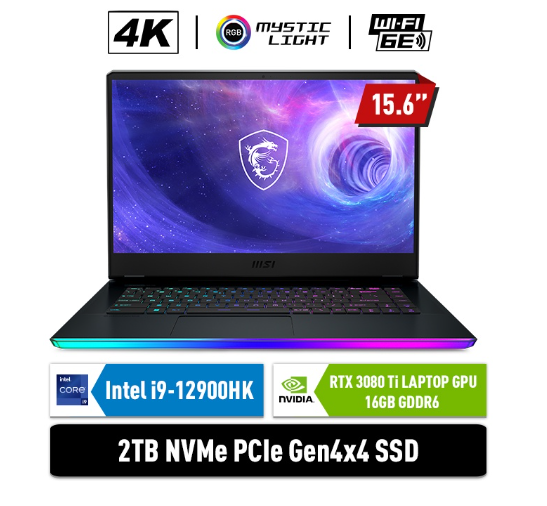 4K
RGB
MYSTIC
LIGHT
WI-FI
6E
15.6”
msi
intel
CORE
i9
Intel i9-12900HK
NVIDIA
RTX 3080 Ti LAPTOP GPU
16GB GDDR6
2TB NVMe PCIe Gen4x4 SSD